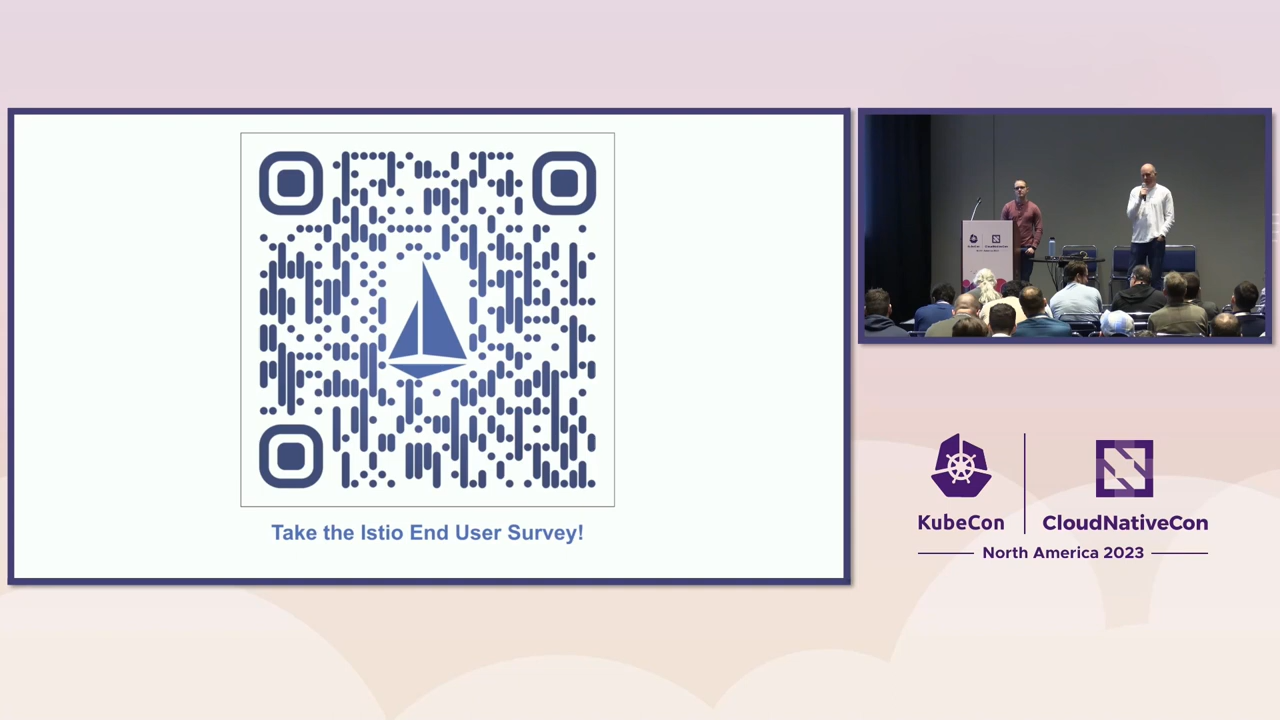 Take the Istio End User Survey!
KubeCon
CloudNativeCon
North America 2023